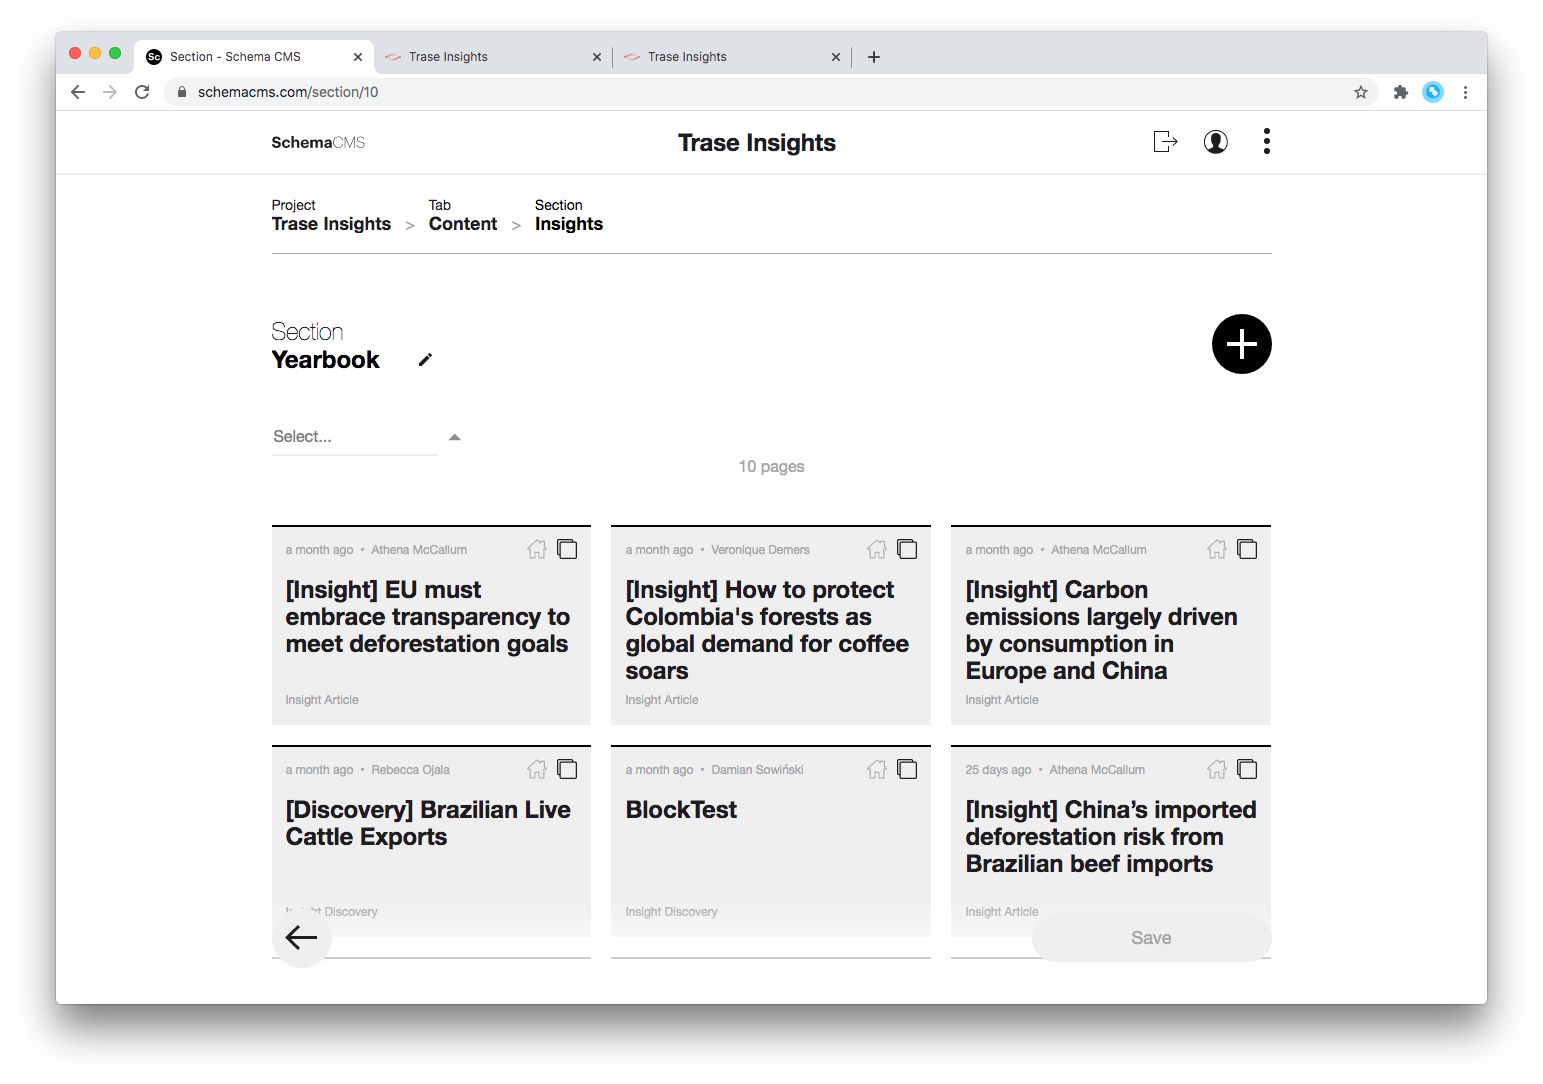 Section - Schema CMS
Trase Insights
Trase Insights
schemacms.com/section/10
SchemaCMS
Trase Insights
Project
Trase Insights
>
Tab
Content
>
Section
Insights
Section
Yearbook
Select...
10 pages
a month ago • Athena McCallum
[Insight] EU must
embrace transparency to
meet deforestation goals
Insight Article
a month ago • Veronique Demers
[Insight] How to protect
Colombia's forests as
global demand for coffee
soars
Insight Article
a month ago • Athena McCallum
[Insight] Carbon
emissions largely driven
by consumption in
Europe and China
Insight Article
a month ago • Rebecca Ojala
[Discovery] Brazilian Live
Cattle Exports
Insight Discovery
a month ago • Damian Sowiński
BlockTest
Insight Discovery
25 days ago • Athena McCallum
[Insight] China’s imported
deforestation risk from
Brazilian beef imports
Insight Article
Save